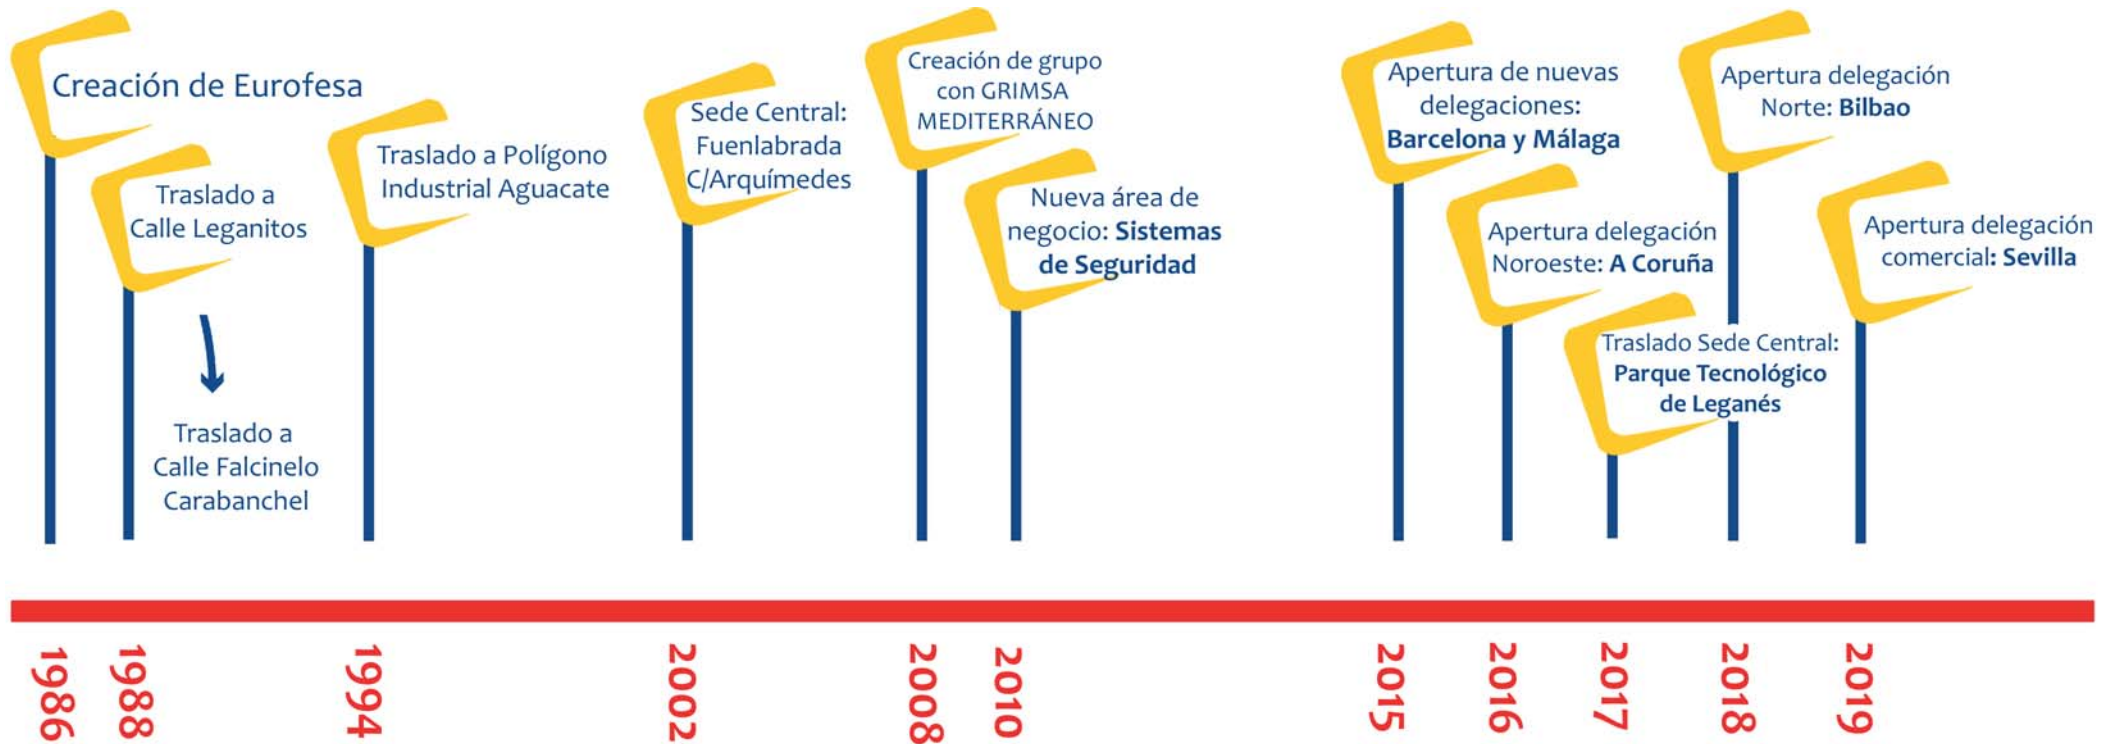 Creación de Eurofesa
Traslado a
Calle Leganitos
Traslado a
Calle Falcinelo
Carabanchel
Traslado a Polígono
Industrial Aguacate
Sede Central:
Fuenlabrada
C/Arquímedes
Creación de grupo
con GRIMSA
MEDITERRÁNEO
Nueva área de
negocio: Sistemas
de Seguridad
Apertura de nuevas
delegaciones:
Barcelona y Málaga
Apertura delegación
Noroeste: A Coruña
Traslado Sede Central:
Parque Tecnológico
de Leganés
Apertura delegación
Norte: Bilbao
Apertura delegación
comercial: Sevilla
1986
1988
1994
2002
2008
2010
2015
2016
2017
2018
2019